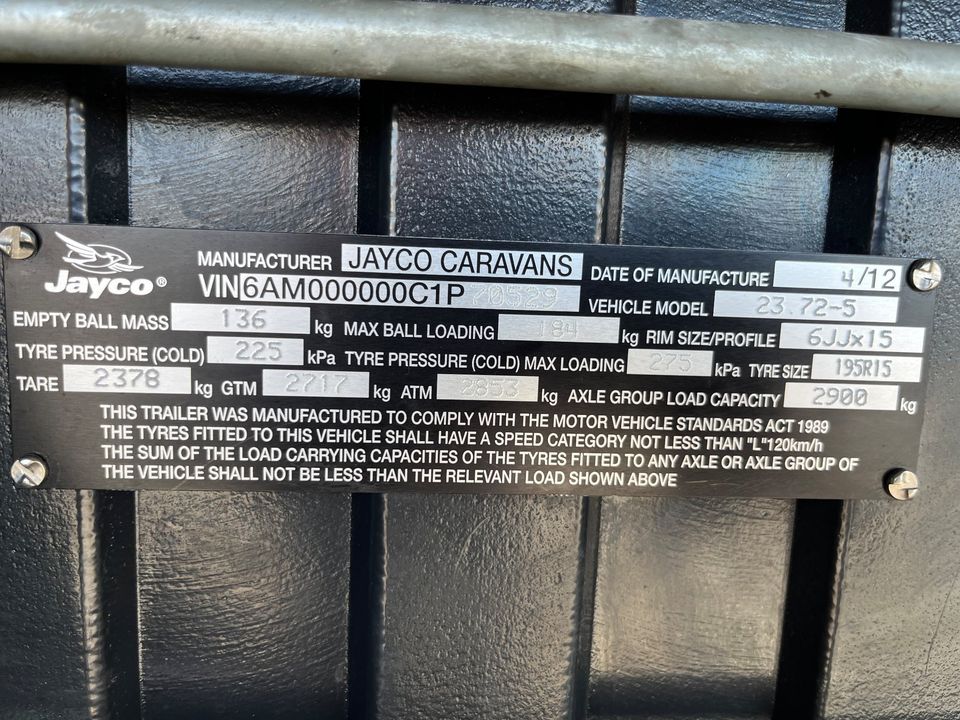 Jayco®
MANUFACTURER JAYCO CARAVANS DATE OF MANUFACTURE 4/12
VIN 6AM000000C1P70529 VEHICLE MODEL 23.72-5
EMPTY BALL MASS 136 kg MAX BALL LOADING 184 kg RIM SIZE/PROFILE 6JJx15
TYRE PRESSURE (COLD) 225 kPa TYRE PRESSURE (COLD) MAX LOADING 275 kPa TYRE SIZE 195R15
TARE 2378 kg GTM 2717 kg ATM 2853 kg AXLE GROUP LOAD CAPACITY 2900 kg
THIS TRAILER WAS MANUFACTURED TO COMPLY WITH THE MOTOR VEHICLE STANDARDS ACT 1989
THE TYRES FITTED TO THIS VEHICLE SHALL HAVE A SPEED CATEGORY NOT LESS THAN "L"120km/h
THE SUM OF THE LOAD CARRYING CAPACITIES OF THE TYRES FITTED TO ANY AXLE OR AXLE GROUP OF
THE VEHICLE SHALL NOT BE LESS THAN THE RELEVANT LOAD SHOWN ABOVE